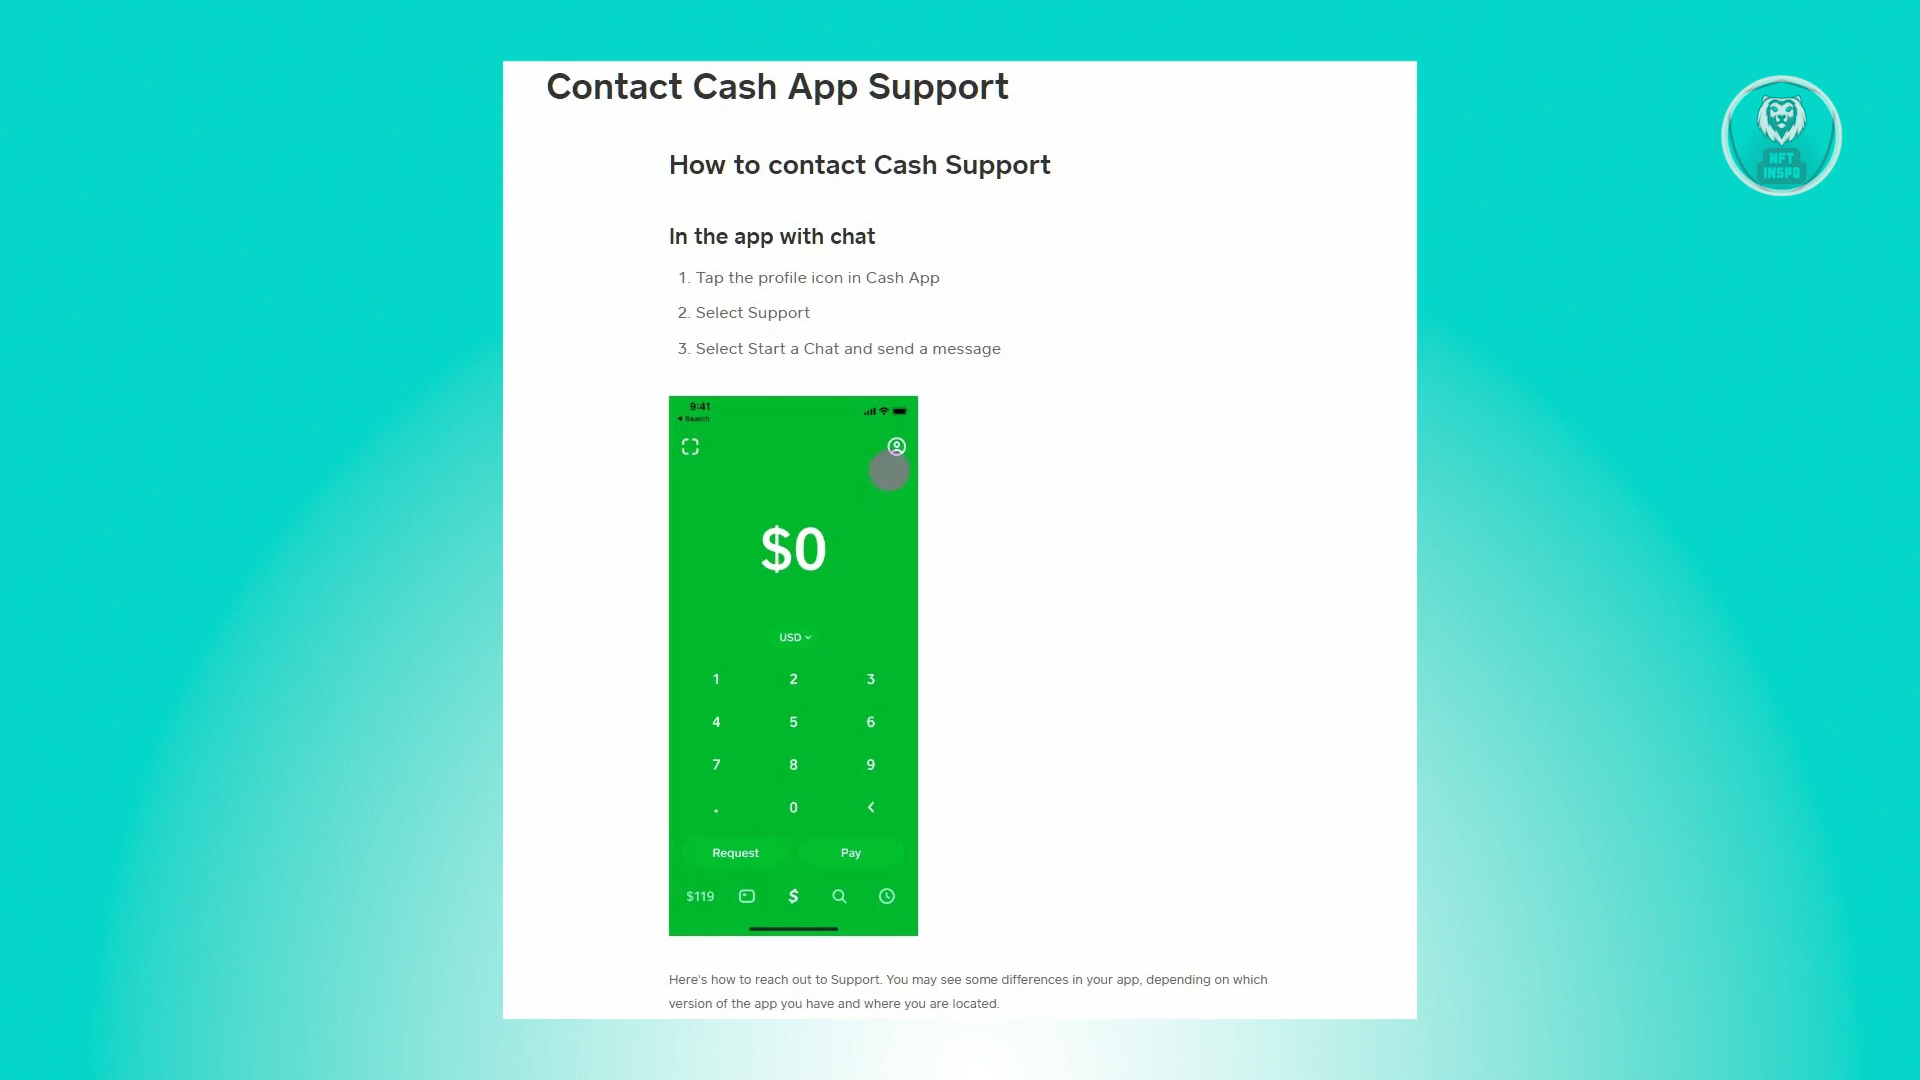 Contact Cash App Support
NFT
INSPO
How to contact Cash Support
In the app with chat
1. Tap the profile icon in Cash App
2. Select Support
3. Select Start a Chat and send a message
9:41
Search
$0
USD
1 2 3
4 5 6
7 8 9
. 0 <
Request Pay
$119 $
Here's how to reach out to Support. You may see some differences in your app, depending on which
version of the app you have and where you are located.